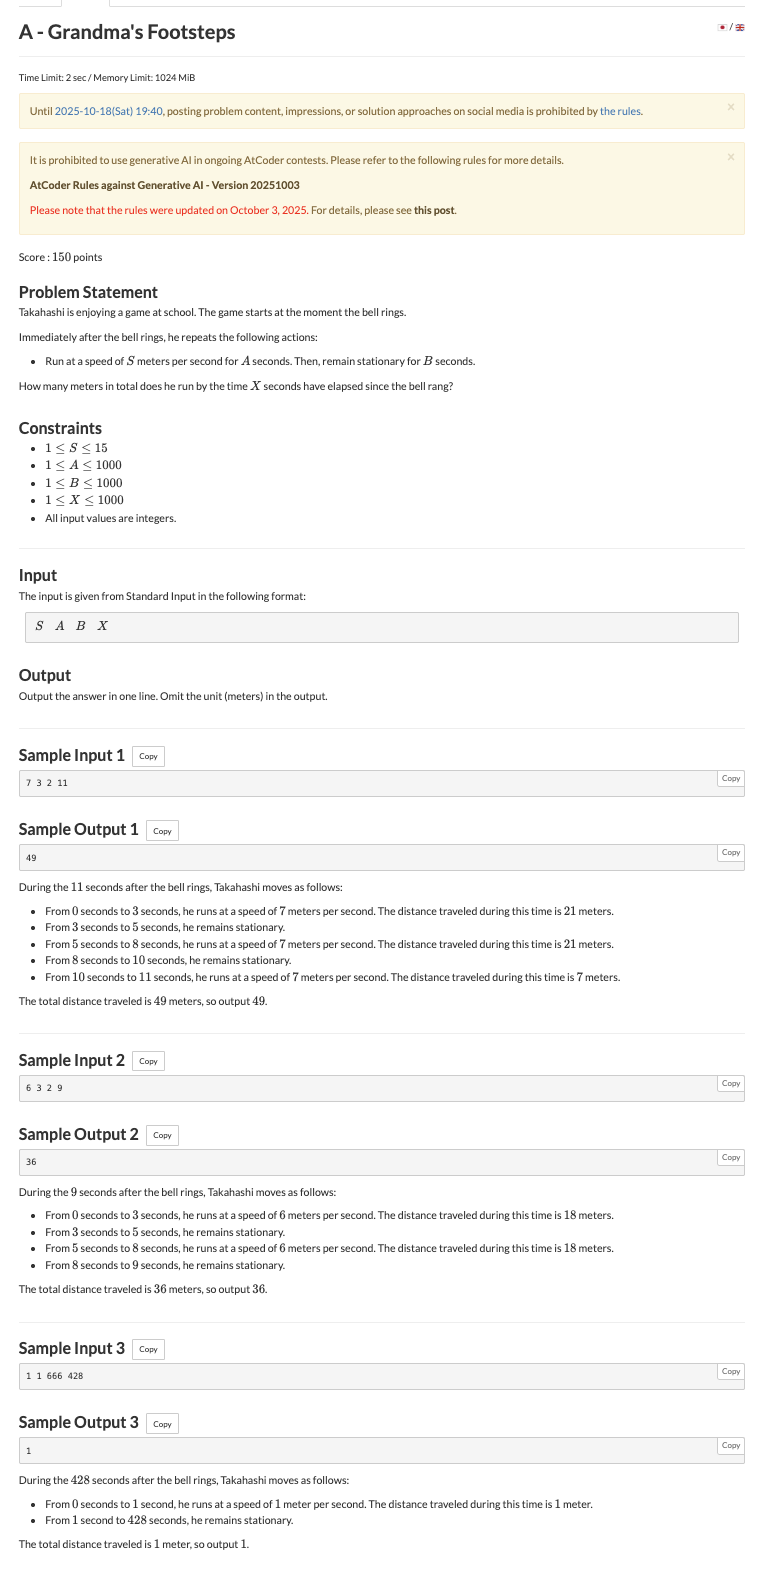 A - Grandma's Footsteps
/
Time Limit: 2 sec / Memory Limit: 1024 MiB
Until 2025-10-18(Sat) 19:40, posting problem content, impressions, or solution approaches on social media is prohibited by the rules.
×
It is prohibited to use generative AI in ongoing AtCoder contests. Please refer to the following rules for more details.
×
AtCoder Rules against Generative AI - Version 20251003
Please note that the rules were updated on October 3, 2025. For details, please see this post.
Score : 150 points
Problem Statement
Takahashi is enjoying a game at school. The game starts at the moment the bell rings.
Immediately after the bell rings, he repeats the following actions:
• Run at a speed of S meters per second for A seconds. Then, remain stationary for B seconds.
How many meters in total does he run by the time X seconds have elapsed since the bell rang?
Constraints
• 1 ≤ S ≤ 15
• 1 ≤ A ≤ 1000
• 1 ≤ B ≤ 1000
• 1 ≤ X ≤ 1000
• All input values are integers.
Input
The input is given from Standard Input in the following format:
S A B X
Output
Output the answer in one line. Omit the unit (meters) in the output.
Sample Input 1 Copy
7 3 2 11
Copy
Sample Output 1 Copy
49
Copy
During the 11 seconds after the bell rings, Takahashi moves as follows:
• From 0 seconds to 3 seconds, he runs at a speed of 7 meters per second. The distance traveled during this time is 21 meters.
• From 3 seconds to 5 seconds, he remains stationary.
• From 5 seconds to 8 seconds, he runs at a speed of 7 meters per second. The distance traveled during this time is 21 meters.
• From 8 seconds to 10 seconds, he remains stationary.
• From 10 seconds to 11 seconds, he runs at a speed of 7 meters per second. The distance traveled during this time is 7 meters.
The total distance traveled is 49 meters, so output 49.
Sample Input 2 Copy
6 3 2 9
Copy
Sample Output 2 Copy
36
Copy
During the 9 seconds after the bell rings, Takahashi moves as follows:
• From 0 seconds to 3 seconds, he runs at a speed of 6 meters per second. The distance traveled during this time is 18 meters.
• From 3 seconds to 5 seconds, he remains stationary.
• From 5 seconds to 8 seconds, he runs at a speed of 6 meters per second. The distance traveled during this time is 18 meters.
• From 8 seconds to 9 seconds, he remains stationary.
The total distance traveled is 36 meters, so output 36.
Sample Input 3 Copy
1 1 666 428
Copy
Sample Output 3 Copy
1
Copy
During the 428 seconds after the bell rings, Takahashi moves as follows:
• From 0 seconds to 1 second, he runs at a speed of 1 meter per second. The distance traveled during this time is 1 meter.
• From 1 second to 428 seconds, he remains stationary.
The total distance traveled is 1 meter, so output 1.